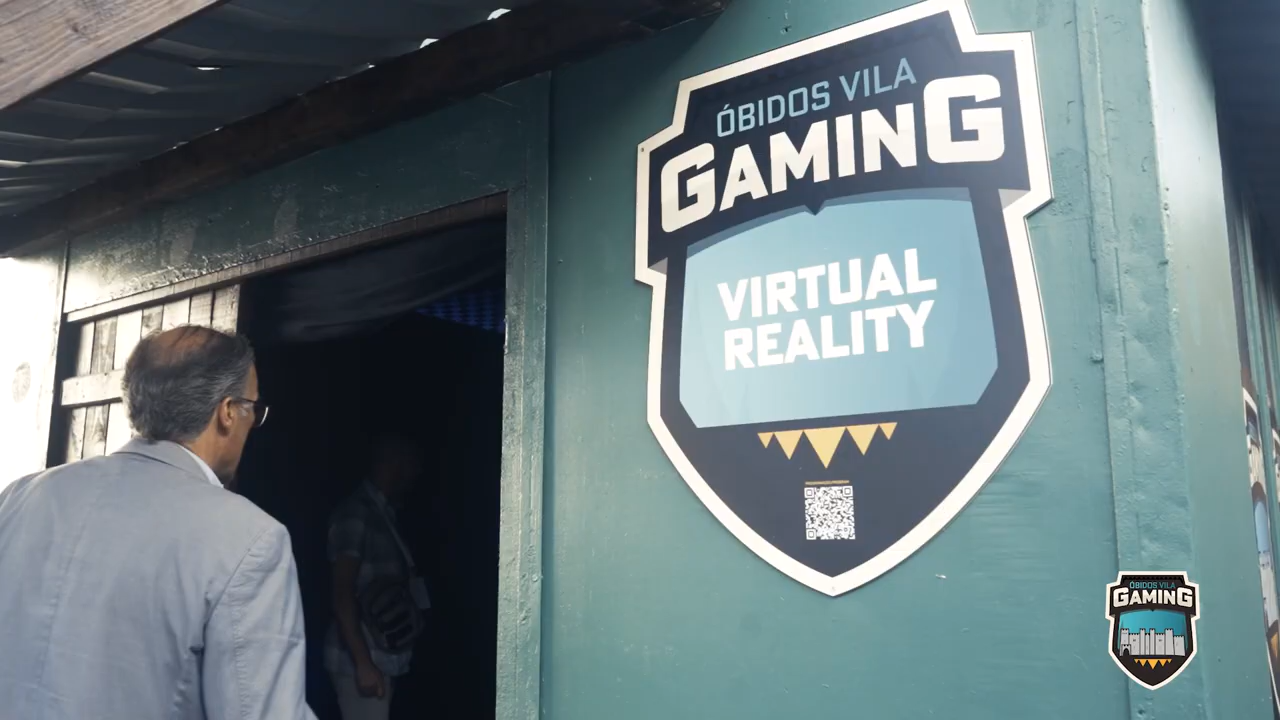 ÓBIDOS VILA
GAMING
VIRTUAL
REALITY
ÓBIDOS VILA
GAMING